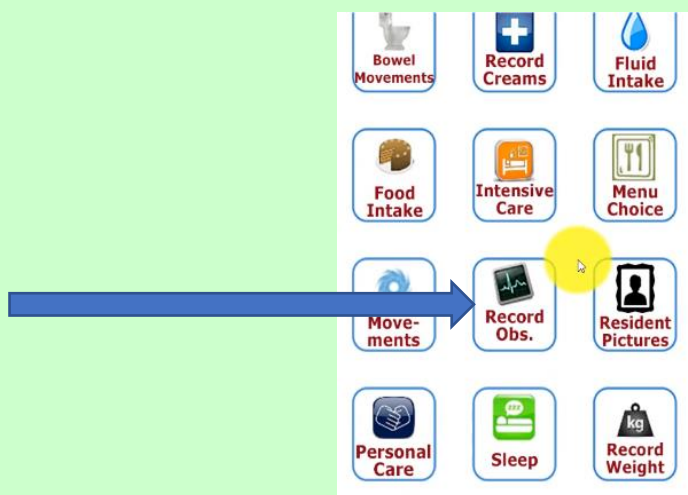 Bowel
Movements
Record
Creams
Fluid
Intake
Food
Intake
Intensive
Care
Menu
Choice
Move-
ments
Record
Obs.
Resident
Pictures
Personal
Care
Sleep
kg
Record
Weight